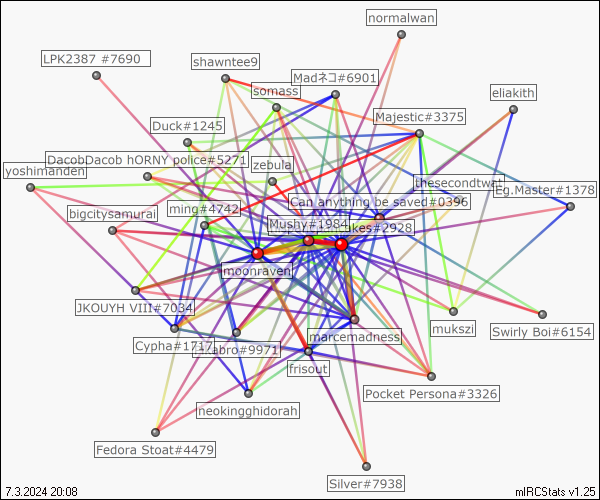 normalwan
LPK2387 #7690
shawntee9
Madネコ#6901
somass
eliakith
Majestic#3375
Duck#1245
DacobDacob hORNY police#5271
zebula
yoshimanden
thesecondtwit
Eg.Master#1378
Can anything be saved#0396
bigcitysamurai
ming#4742
Mushy#1984
#2928
moonraven
JKOUYH VIII#7034
marcemadness
mukszi
Swirly Boi#6154
Cypha#1717
#9971
frisout
Pocket Persona#3326
neokingghidorah
Fedora Stoat#4479
Silver#7938
7.3.2024 20:08
mIRCStats v1.25